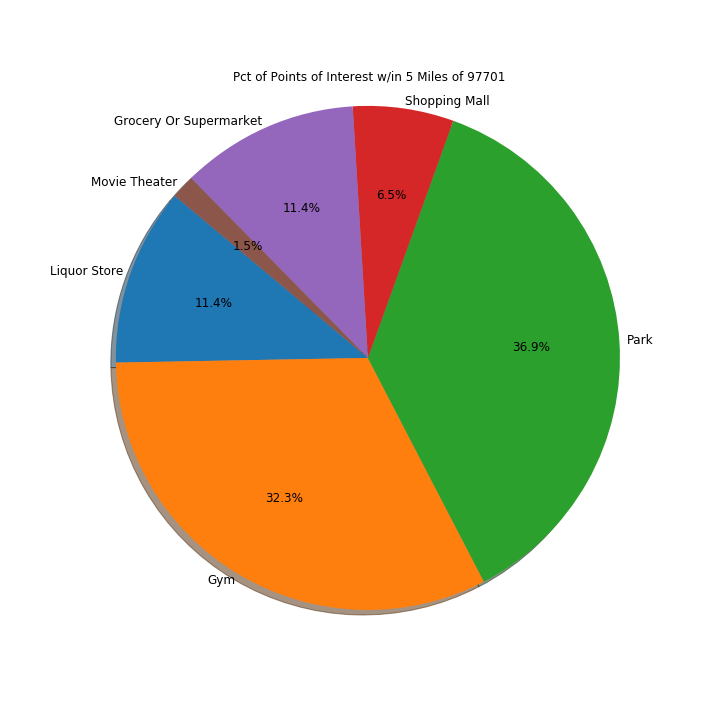 Pct of Points of Interest w/in 5 Miles of 97701
Shopping Mall
Grocery Or Supermarket
Movie Theater
6.5%
11.4%
1.5%
Liquor Store
11.4%
Park
36.9%
32.3%
Gym